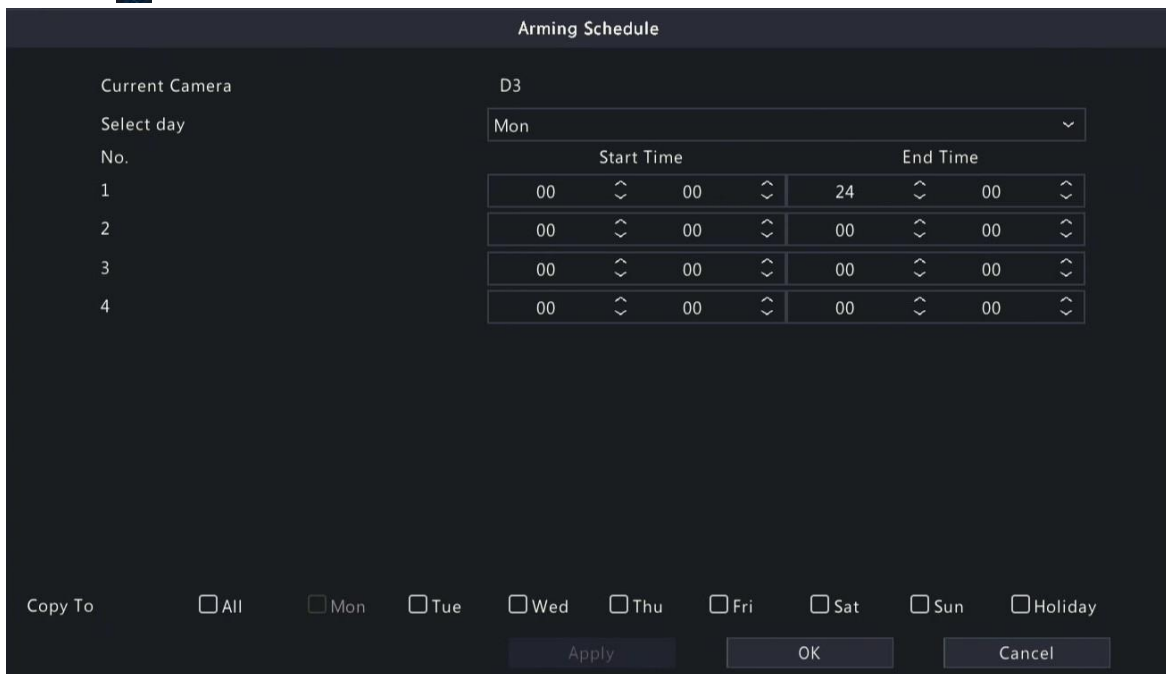 Arming Schedule
Current Camera D3
Select day Mon
No. Start Time End Time
1 00 00 24 00
2 00 00 00 00
3 00 00 00 00
4 00 00 00 00
Copy To All Mon Tue Wed Thu Fri Sat Sun Holiday
Apply OK Cancel